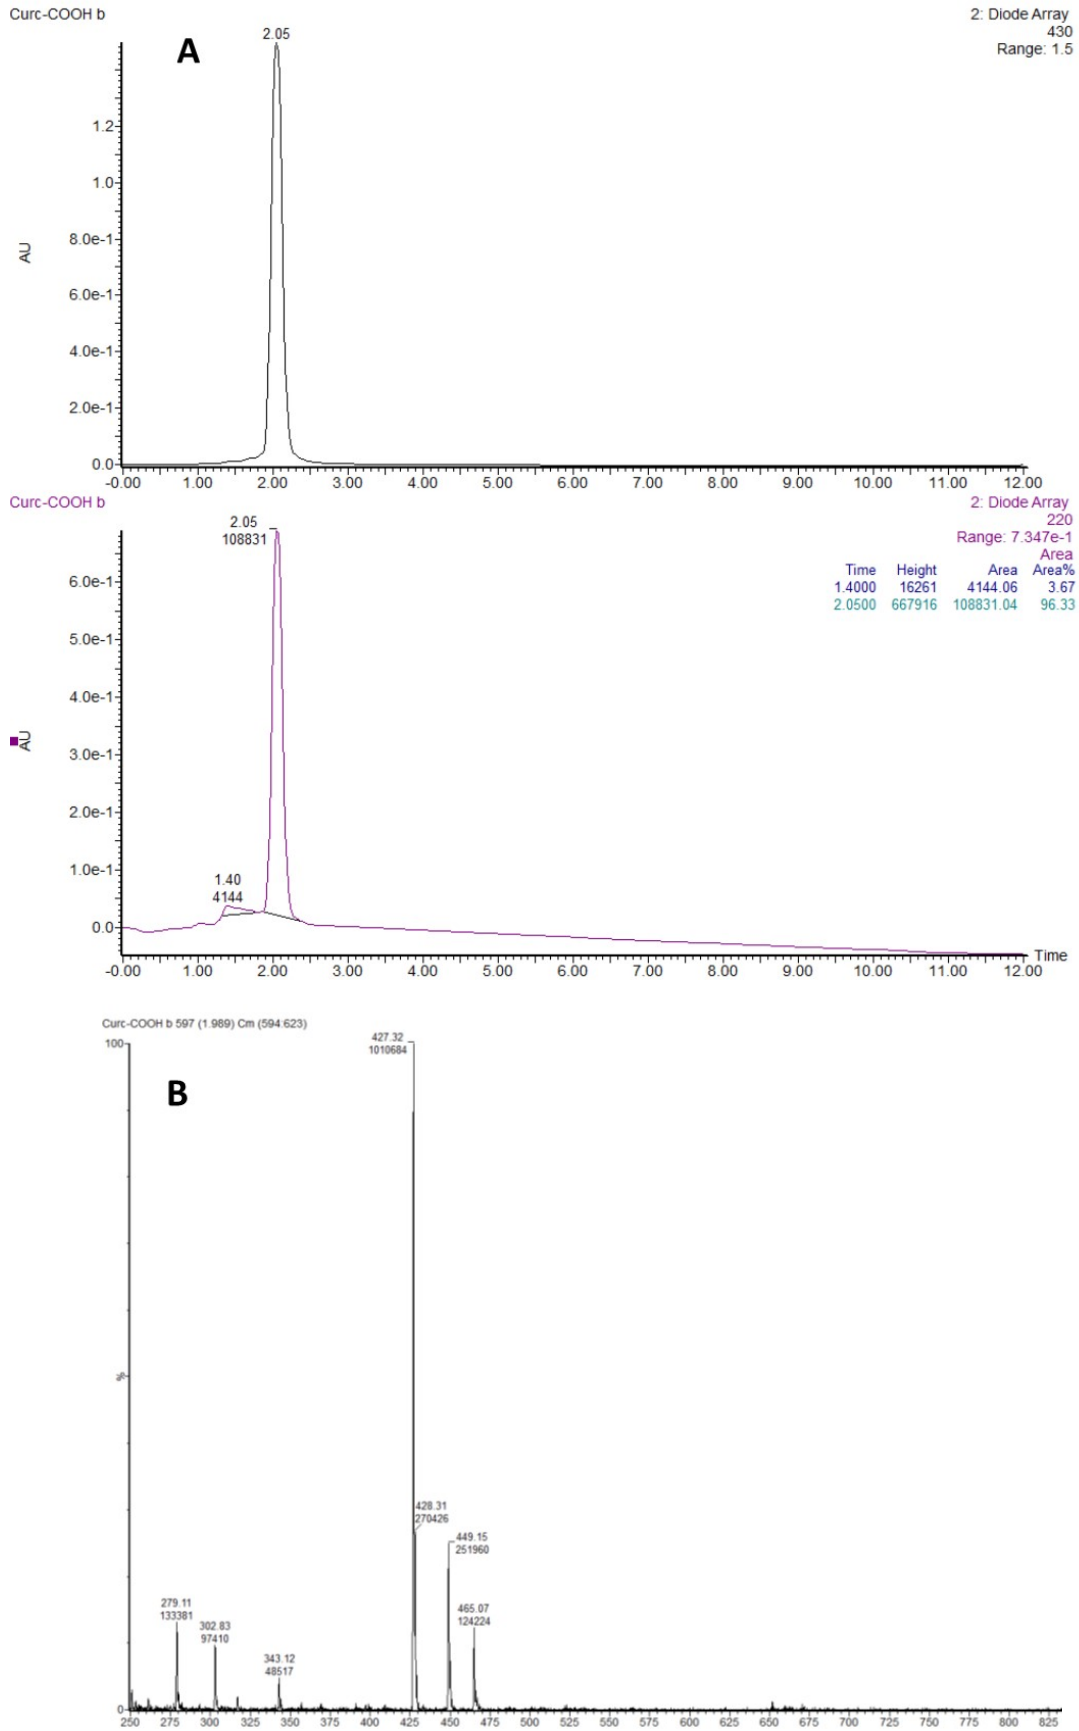 Curc-COOH b
2: Diode Array
430
Range: 1.5
A
2.05
AU
1.2
1.0
8.0e-1
6.0e-1
4.0e-1
2.0e-1
0.0
-0.00 1.00 2.00 3.00 4.00 5.00 6.00 7.00 8.00 9.00 10.00 11.00 12.00
Curc-COOH b
2: Diode Array
220
Range: 7.347e-1
Area
Time Height Area Area%
1.4000 16261 4144.06 3.67
2.0500 667916 108831.04 96.33
2.05
108831
AU
6.0e-1
5.0e-1
4.0e-1
3.0e-1
2.0e-1
1.0e-1
0.0
1.40
4144
Time
-0.00 1.00 2.00 3.00 4.00 5.00 6.00 7.00 8.00 9.00 10.00 11.00 12.00
Curc-COOH b 597 (1.989) Cm (594:623)
100
B
%
0
427.32
1010684
428.31
270426
449.15
251960
465.07
124224
279.11
133381
302.83
97410
343.12
48517
250 275 300 325 350 375 400 425 450 475 500 525 550 575 600 625 650 675 700 725 750 775 800 825